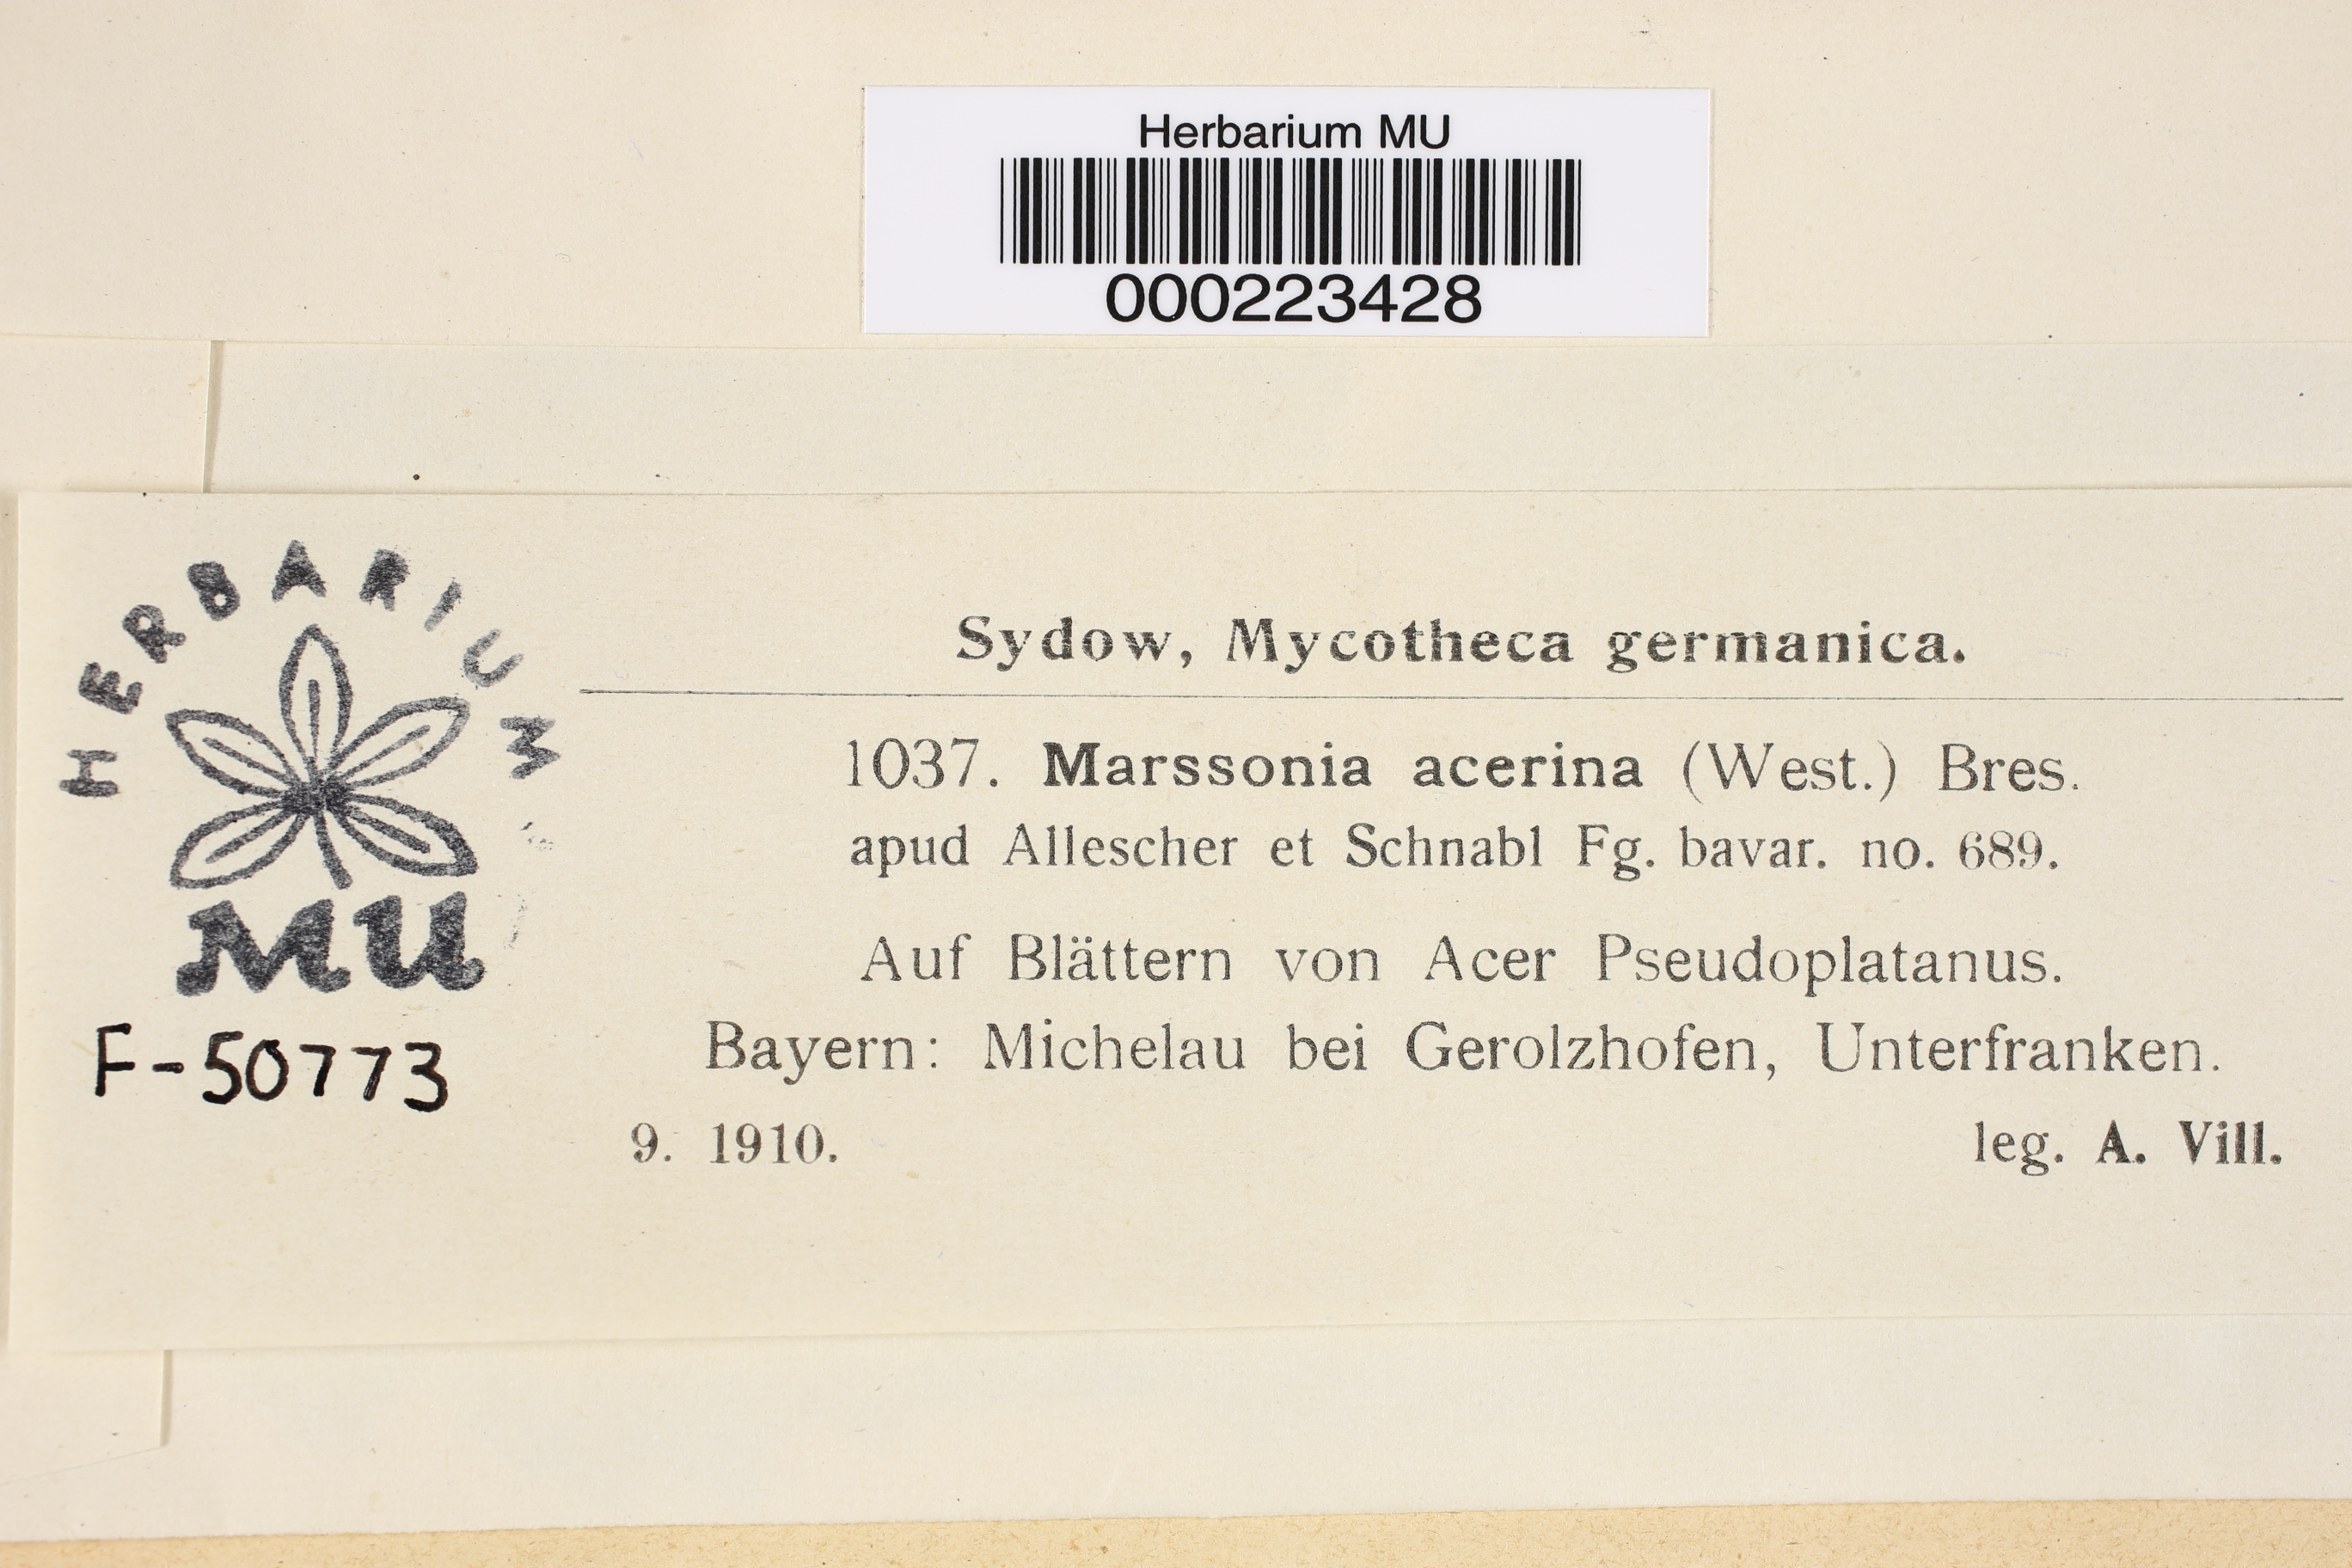 Herbarium MU
000223428
HERBARIUM
MU
F-50773
Sydow, Mycotheca germanica.
1037. Marssonia acerina (West.) Bres.
apud Allescher et Schnabl Fg. bavar. no. 689.
Auf Blättern von Acer Pseudoplatanus.
Bayern: Michelau bei Gerolzhofen, Unterfranken.
9. 1910. leg. A. Vill.